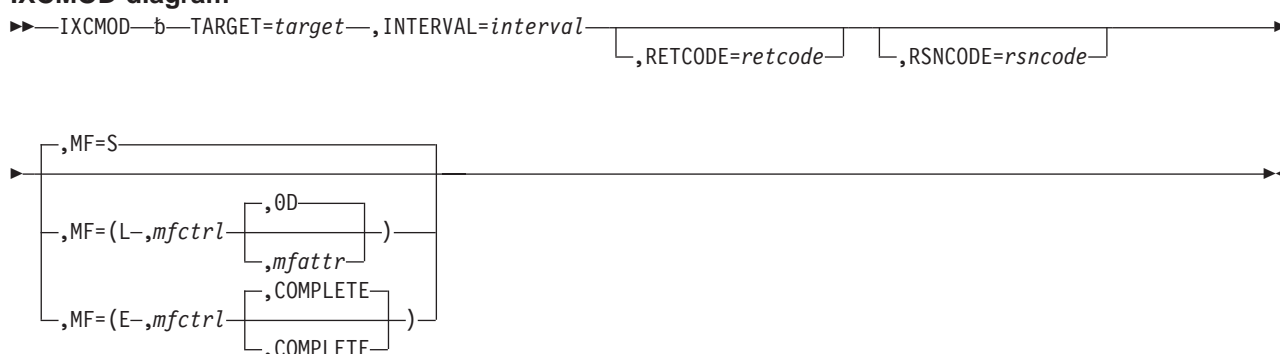 IXCMOD diagram
IXCMOD ƀ TARGET=target ,INTERVAL=interval
,RETCODE=retcode ,RSNCODE=rsncode
,MF=S
,0D
,MF=(L ,mfctrl )
,mfattr
,COMPLETE
,MF=(E ,mfctrl )
,COMPLETE